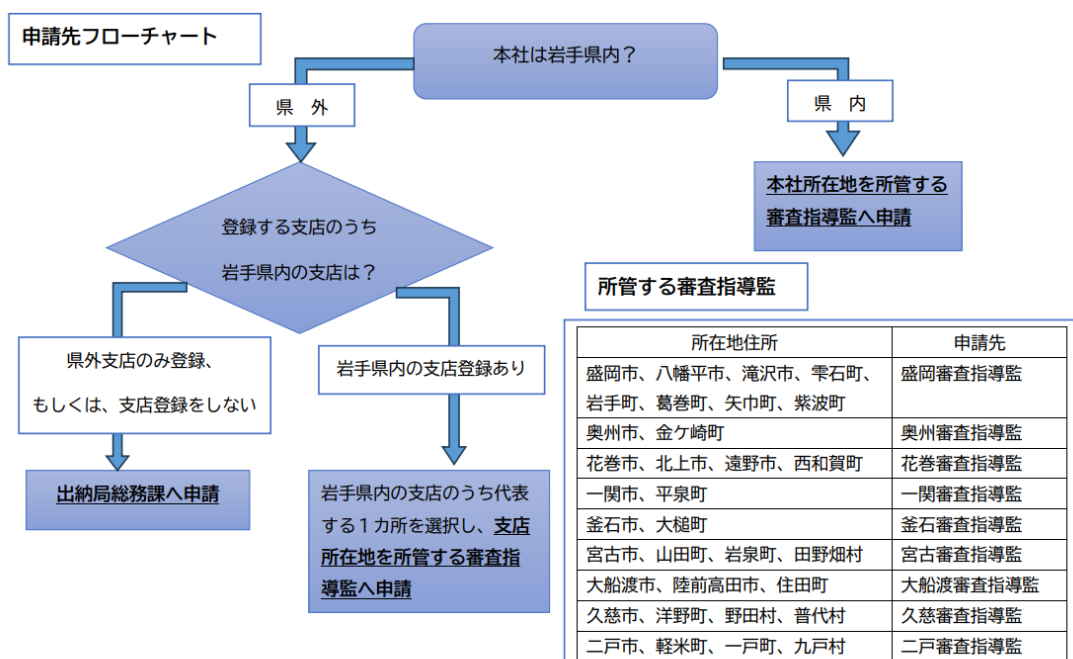 申請先フローチャート
本社は岩手県内？
県　外
県　内
本社所在地を所管する
審査指導監へ申請
登録する支店のうち
岩手県内の支店は？
県外支店のみ登録、
もしくは、支店登録をしない
岩手県内の支店登録あり
出納局総務課へ申請
岩手県内の支店のうち代表
する１カ所を選択し、支店
所在地を所管する審査指
導監へ申請
所管する審査指導監
所在地住所　申請先
盛岡市、八幡平市、滝沢市、雫石町、　盛岡審査指導監
岩手町、葛巻町、矢巾町、紫波町
奥州市、金ケ崎町　奥州審査指導監
花巻市、北上市、遠野市、西和賀町　花巻審査指導監
一関市、平泉町　一関審査指導監
釜石市、大槌町　釜石審査指導監
宮古市、山田町、岩泉町、田野畑村　宮古審査指導監
大船渡市、陸前高田市、住田町　大船渡審査指導監
久慈市、洋野町、野田村、普代村　久慈審査指導監
二戸市、軽米町、一戸町、九戸村　二戸審査指導監